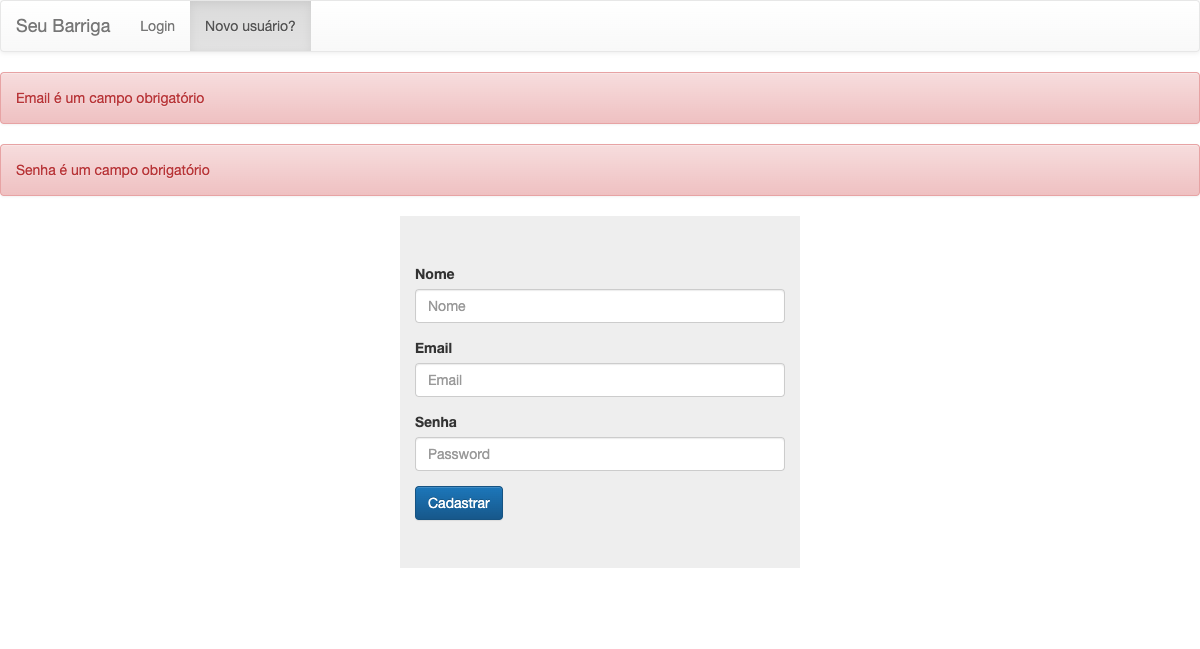 Seu Barriga Login Novo usuário?
Email é um campo obrigatório
Senha é um campo obrigatório
Nome
Nome
Email
Email
Senha
Password
Cadastrar